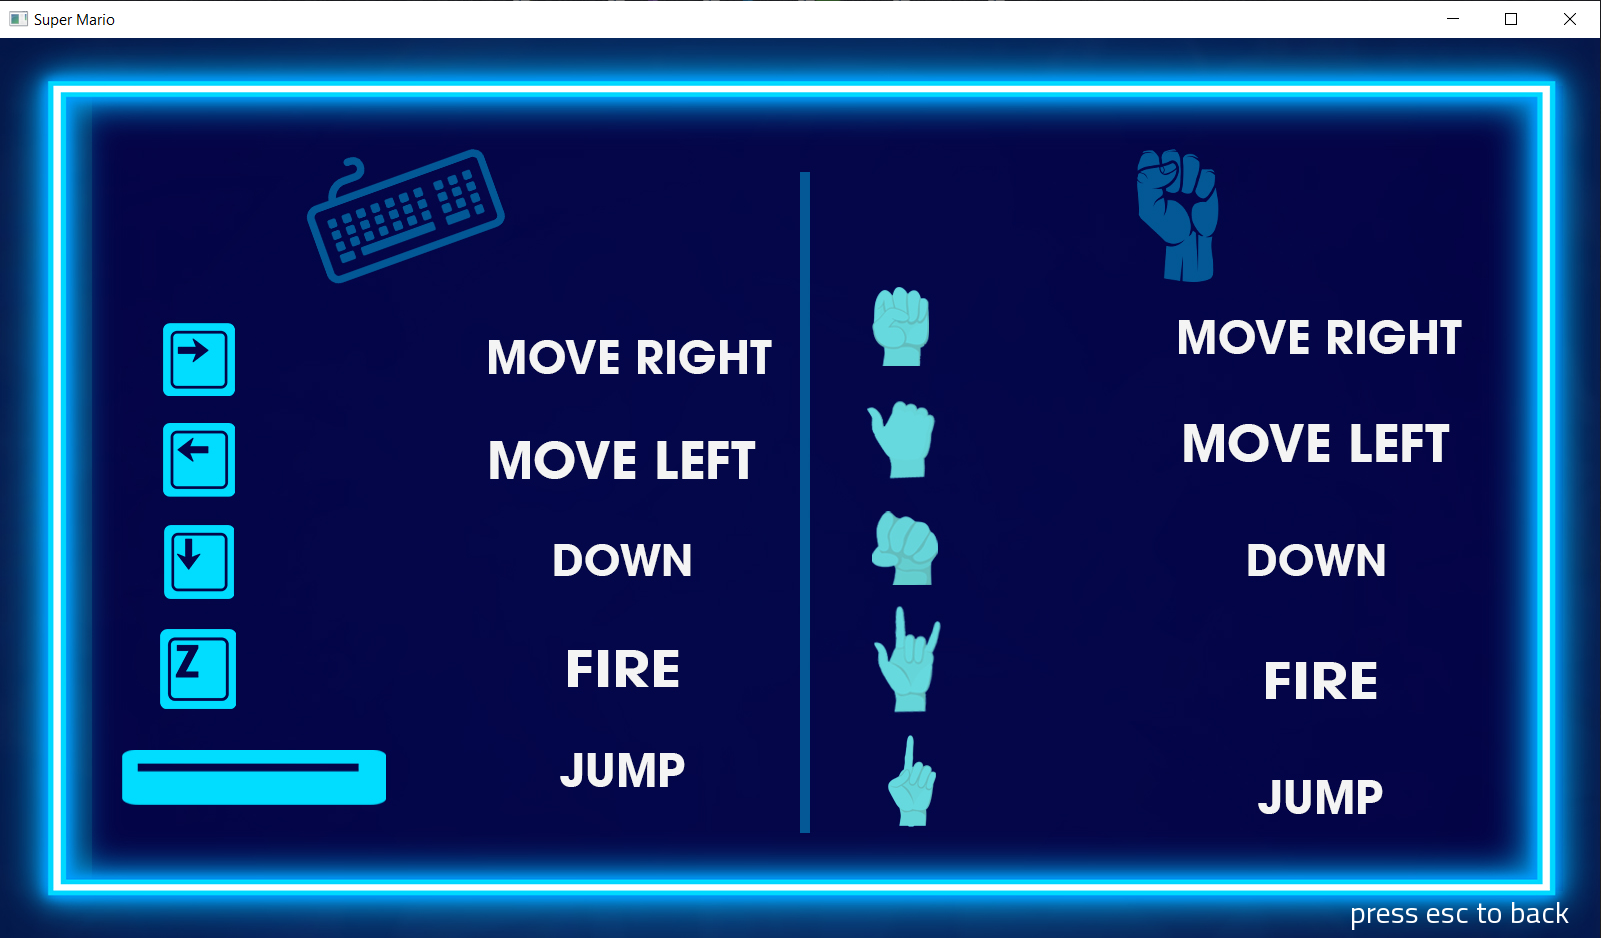 Super Mario
MOVE RIGHT
MOVE LEFT
DOWN
Z
FIRE
JUMP
MOVE RIGHT
MOVE LEFT
DOWN
FIRE
JUMP
press esc to back